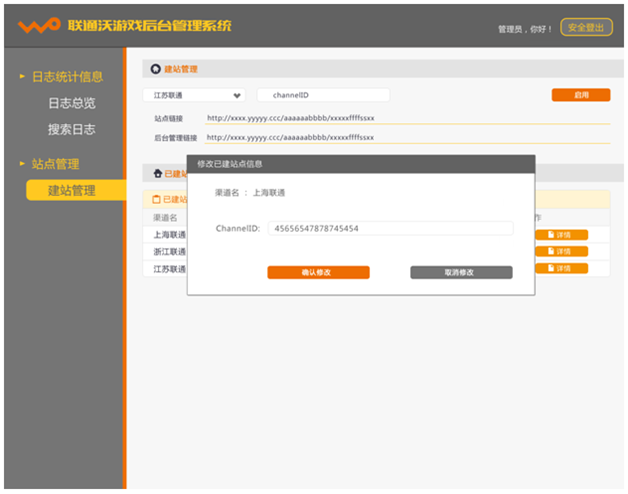 联通沃游戏后台管理系统
管理员，你好！ 安全登出
日志统计信息
日志总览
搜索日志
站点管理
建站管理
建站管理
江苏联通 channelID 启用
站点链接 http://xxxx.yyyyy.ccc/aaaaaabbbb/xxxxxffffssxx
后台管理链接 http://xxxx.yyyyy.ccc/aaaaaabbbb/xxxxxffffssxx
已建站
修改已建站点信息
渠道名 ： 上海联通
ChannelID: 45656547878745454
确认修改 取消修改
已建站
渠道名 作
上海联通 详情
浙江联通 详情
江苏联通 详情